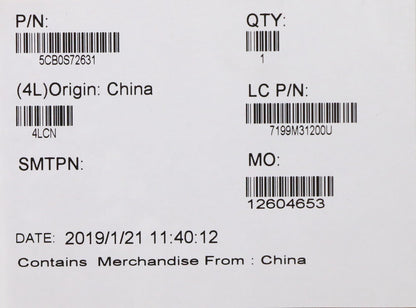 P/N:
5CB0S72631
QTY:
1
(4L)Origin: China
4LCN
LC P/N:
7199M31200U
SMTPN:
MO:
12604653
DATE: 2019/1/21 11:40:12
Contains Merchandise From : China